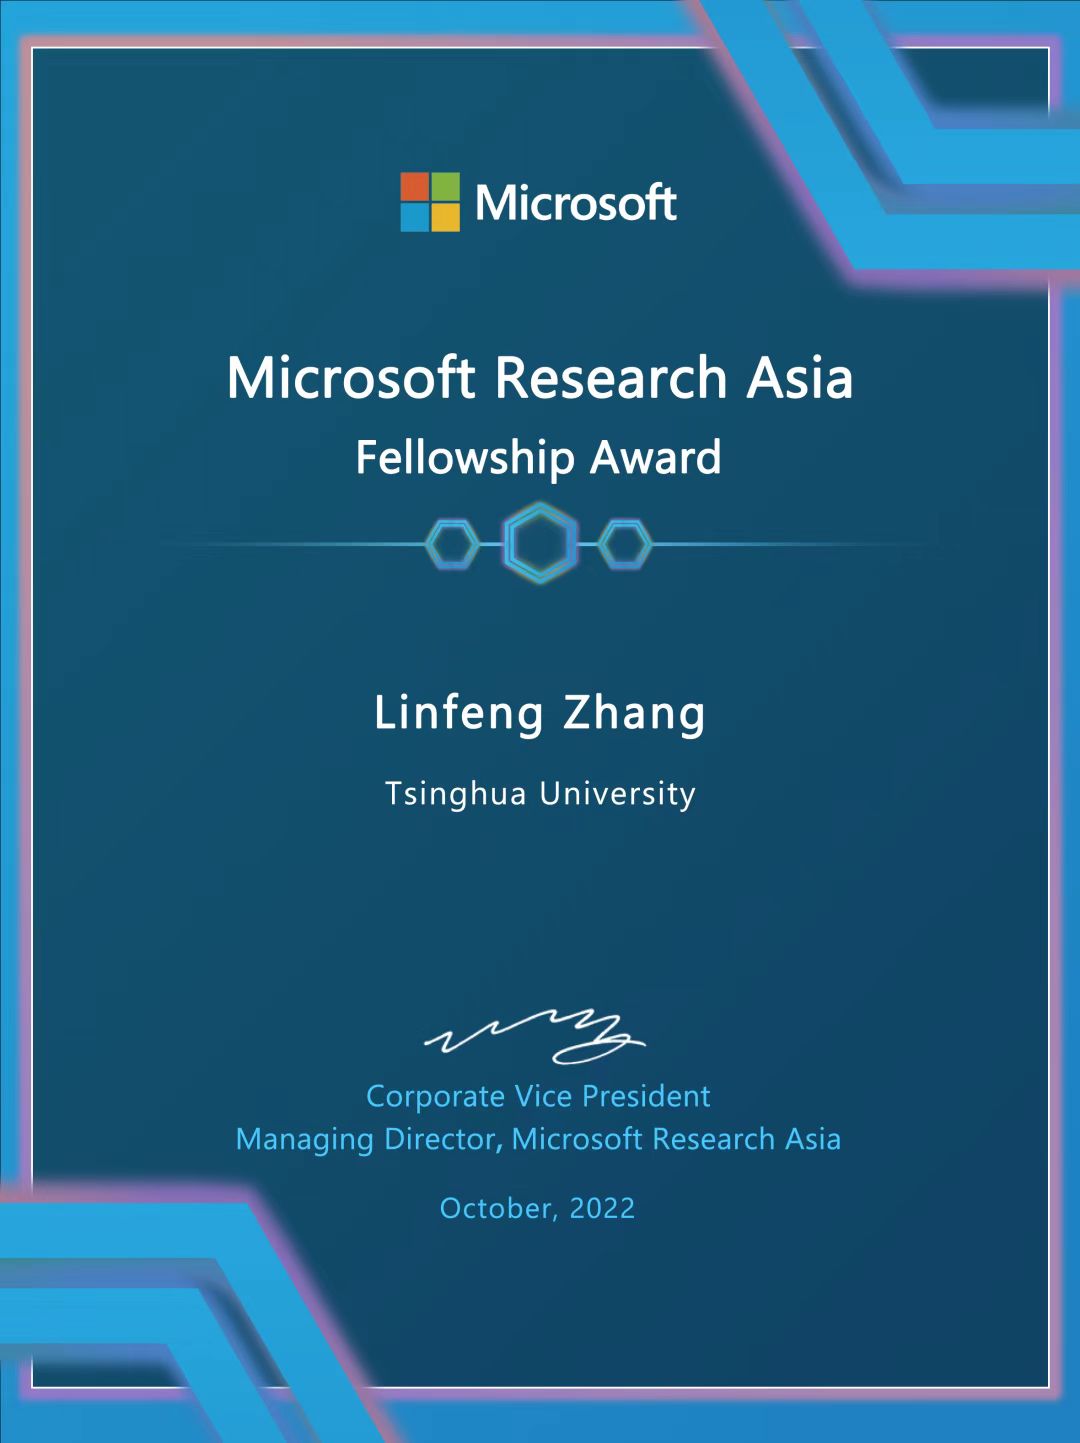 Microsoft
Microsoft Research Asia
Fellowship Award
Linfeng Zhang
Tsinghua University
Corporate Vice President
Managing Director, Microsoft Research Asia
October, 2022